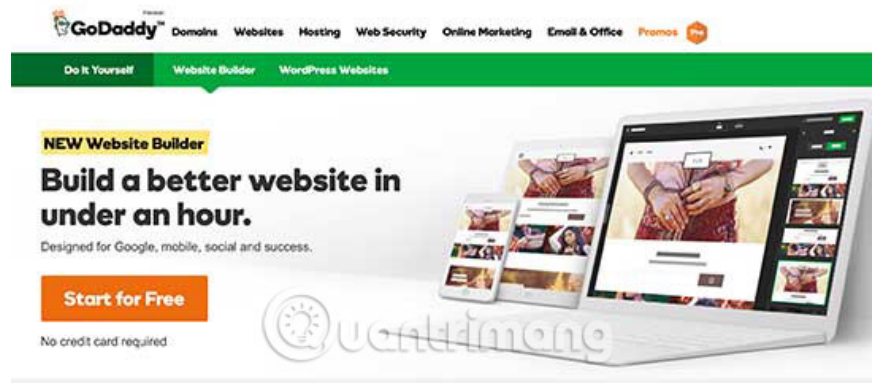 GoDaddy™
Domains Websites Hosting Web Security Online Marketing Email & Office Promos Pro
Do It Yourself Website Builder WordPress Websites
NEW Website Builder
Build a better website in
under an hour.
Designed for Google, mobile, social and success.
Start for Free
No credit card required
Quantrimang